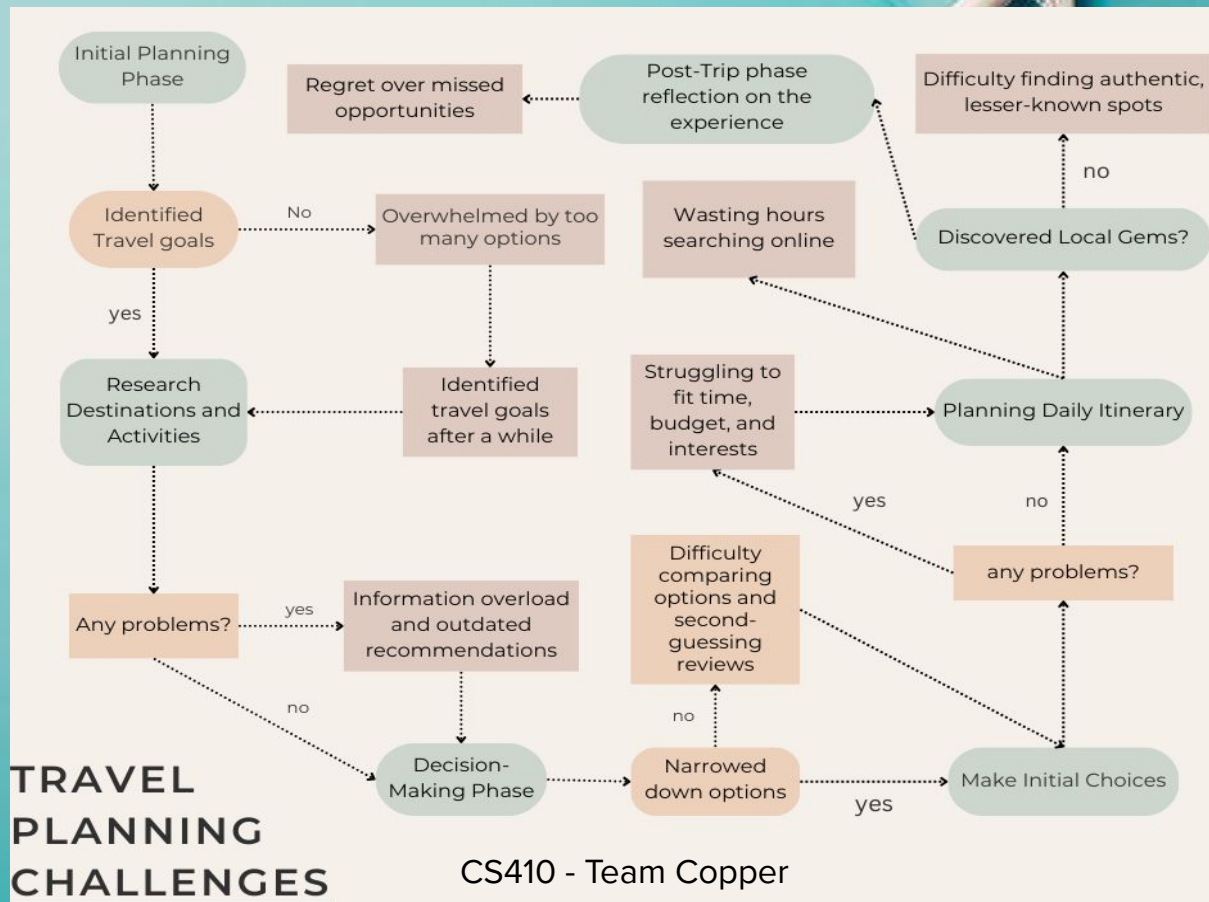 Initial Planning
Phase
Identified
Travel goals
No
Overwhelmed by too
many options
yes
Research
Destinations and
Activities
Identified
travel goals
after a while
Any problems?
yes
Information overload
and outdated
recommendations
no
Decision-
Making Phase
Narrowed
down options
no
Difficulty
comparing
options and
second-
guessing
reviews
yes
Make Initial Choices
any problems?
yes
Struggling to
fit time,
budget, and
interests
no
Planning Daily Itinerary
Wasting hours
searching online
Discovered Local Gems?
no
Difficulty finding authentic,
lesser-known spots
Post-Trip phase
reflection on the
experience
Regret over missed
opportunities
TRAVEL
PLANNING
CHALLENGES
CS410 - Team Copper